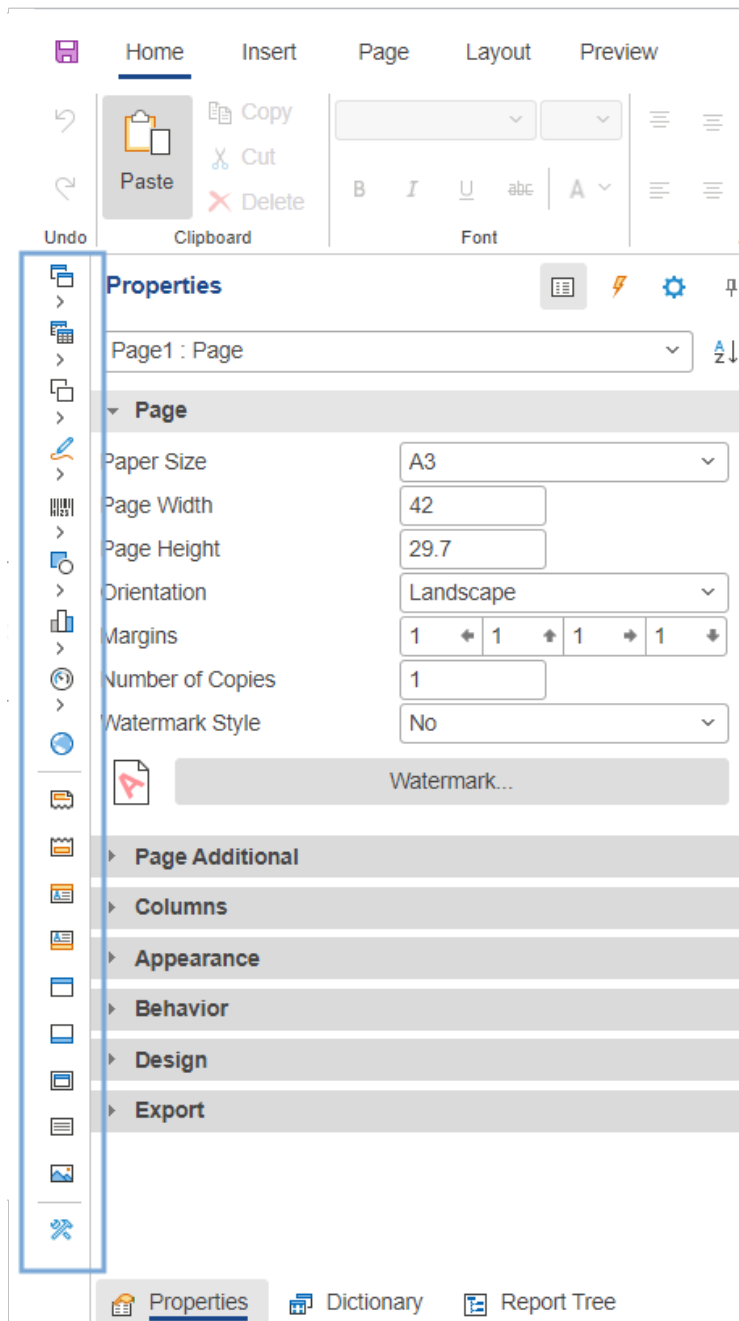 Home Insert Page Layout Preview
Copy
Cut
Paste
Delete
B I U abc A
Undo Clipboard Font
Properties
Page1 : Page
A
Z
Page
Paper Size A3
Page Width 42
Page Height 29.7
Orientation Landscape
Margins 1 1 1 1
Number of Copies 1
Watermark Style No
A Watermark...
Page Additional
Columns
Appearance
Behavior
Design
Export
Properties Dictionary Report Tree